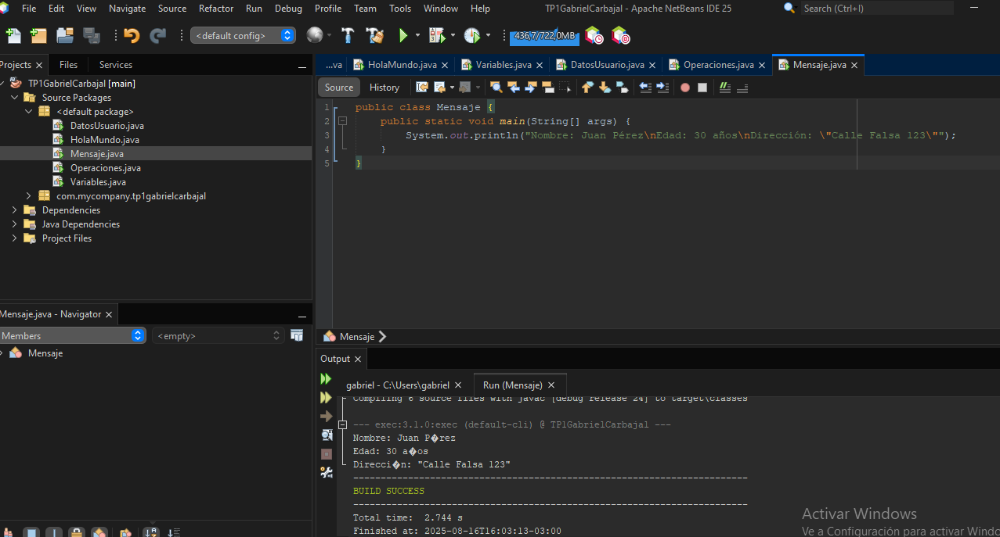 File Edit View Navigate Source Refactor Run Debug Profile Team Tools Window Help TP1GabrielCarbajal - Apache NetBeans IDE 25 Search (Ctrl+I)
<default config> 436,7/722,0MB
Projects Files Services
...va HolaMundo.java Variables.java DatosUsuario.java Operaciones.java Mensaje.java
TP1GabrielCarbajal [main]
Source Packages
<default package>
DatosUsuario.java
HolaMundo.java
Mensaje.java
Operaciones.java
Variables.java
com.mycompany.tp1gabrielcarbajal
Dependencies
Java Dependencies
Project Files
Source History
1 public class Mensaje {
2 public static void main(String[] args) {
3 System.out.println("Nombre: Juan Pérez\nEdad: 30 años\nDirección: \"Calle Falsa 123\"");
4 }
5 }
Mensaje
Mensaje.java - Navigator
Members <empty>
Mensaje
Output
gabriel - C:\Users\gabriel Run (Mensaje)
Compiling 6 source files with javac [debug release 24] to target\classes
--- exec:3.1.0:exec (default-cli) @ TP1GabrielCarbajal ---
Nombre: Juan P�rez
Edad: 30 a�os
Direcci�n: "Calle Falsa 123"
------------------------------------------------------------------------
BUILD SUCCESS
------------------------------------------------------------------------
Total time: 2.744 s
Finished at: 2025-08-16T16:03:13-03:00
Activar Windows
Ve a Configuración para activar Windo